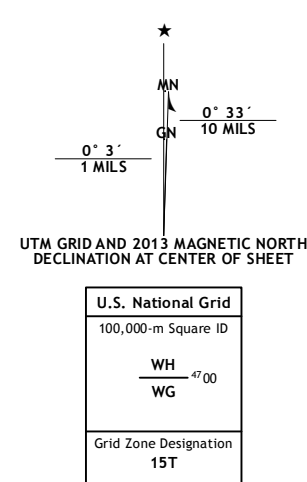 ★
MN
0° 33´
GN
10 MILS
0° 3´
1 MILS
UTM GRID AND 2013 MAGNETIC NORTH
DECLINATION AT CENTER OF SHEET
U.S. National Grid
100,000-m Square ID
WH
4700
WG
Grid Zone Designation
15T